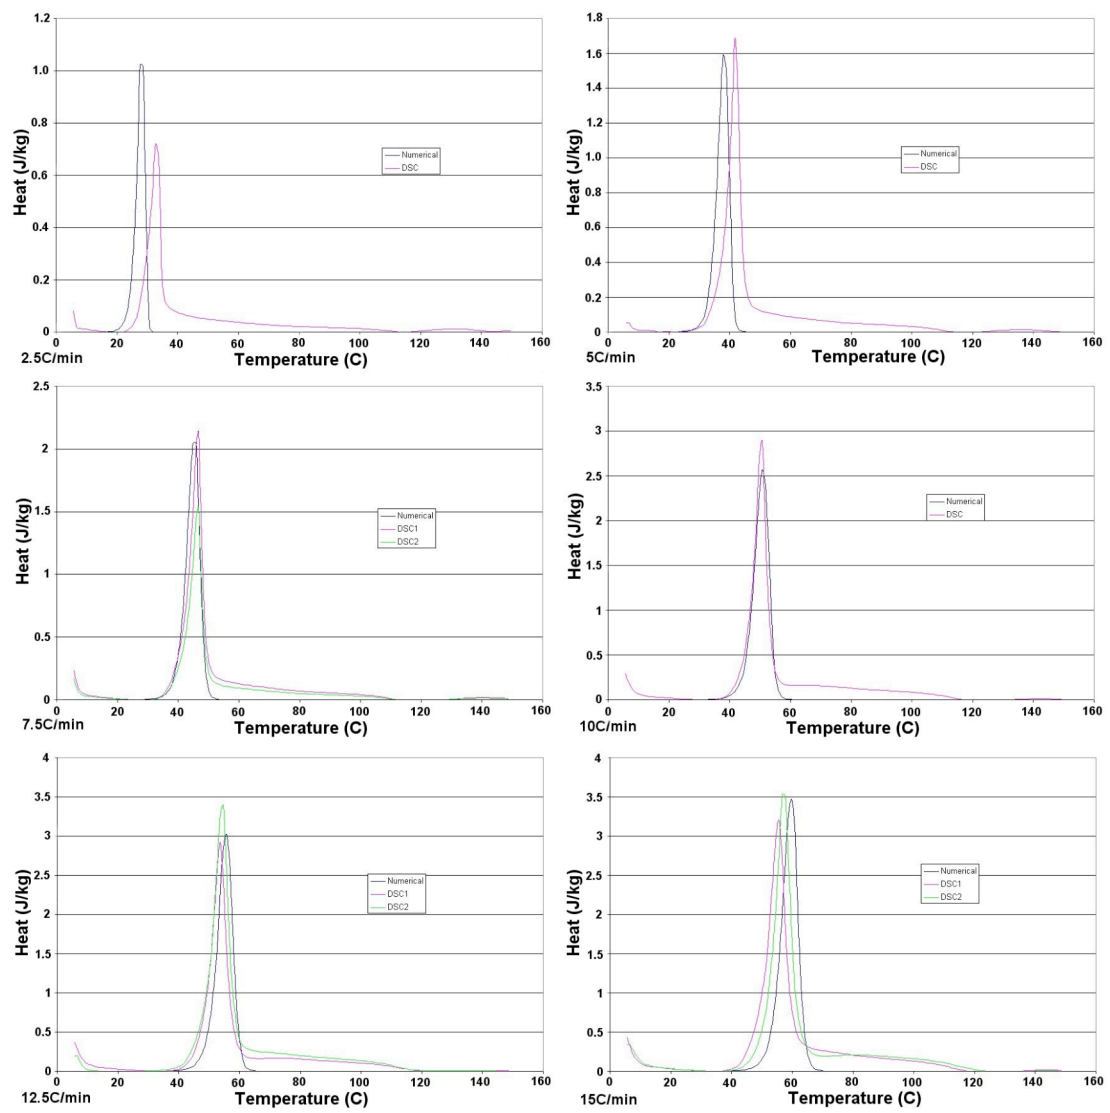 1.2
1.0
0.8
0.6
0.4
0.2
0
Heat (J/kg)
Numerical
DSC
0 20 40 60 80 100 120 140 160
2.5C/min Temperature (C)
1.8
1.6
1.4
1.2
1.0
0.8
0.6
0.4
0.2
0
Heat (J/kg)
Numerical
DSC
0 20 40 60 80 100 120 140 160
5C/min Temperature (C)
2.5
2
1.5
1
0.5
0
Heat (J/kg)
Numerical
DSC1
DSC2
0 20 40 60 80 100 120 140 160
7.5C/min Temperature (C)
3.5
3
2.5
2
1.5
1
0.5
0
Heat (J/kg)
Numerical
DSC
0 20 40 60 80 100 120 140 160
10C/min Temperature (C)
4
3.5
3
2.5
2
1.5
1
0.5
0
Heat (J/kg)
Numerical
DSC1
DSC2
0 20 40 60 80 100 120 140 160
12.5C/min Temperature (C)
4
3.5
3
2.5
2
1.5
1
0.5
0
Heat (J/kg)
Numerical
DSC1
DSC2
0 20 40 60 80 100 120 140 160
15C/min Temperature (C)